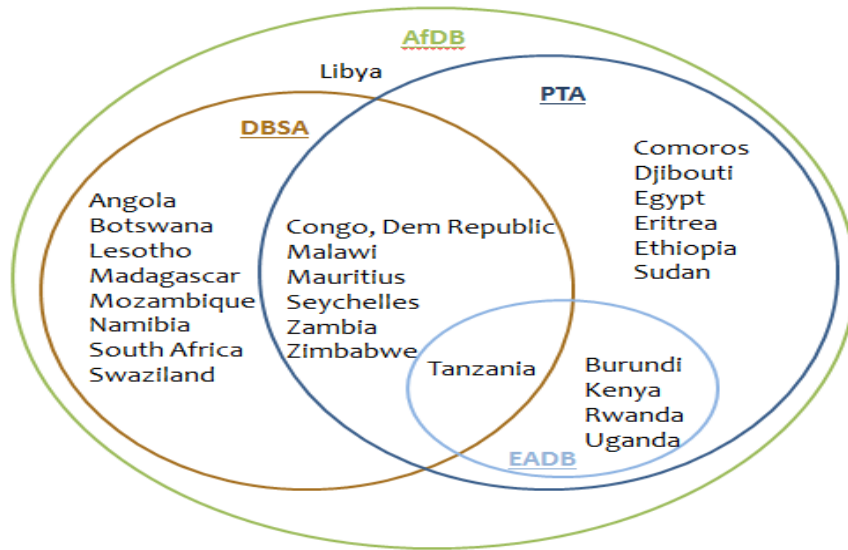 AfDB
Libya
PTA
DBSA
Comoros
Djibouti
Egypt
Eritrea
Ethiopia
Sudan
Angola
Botswana
Lesotho
Madagascar
Mozambique
Namibia
South Africa
Swaziland
Congo, Dem Republic
Malawi
Mauritius
Seychelles
Zambia
Zimbabwe
Tanzania
Burundi
Kenya
Rwanda
Uganda
EADB